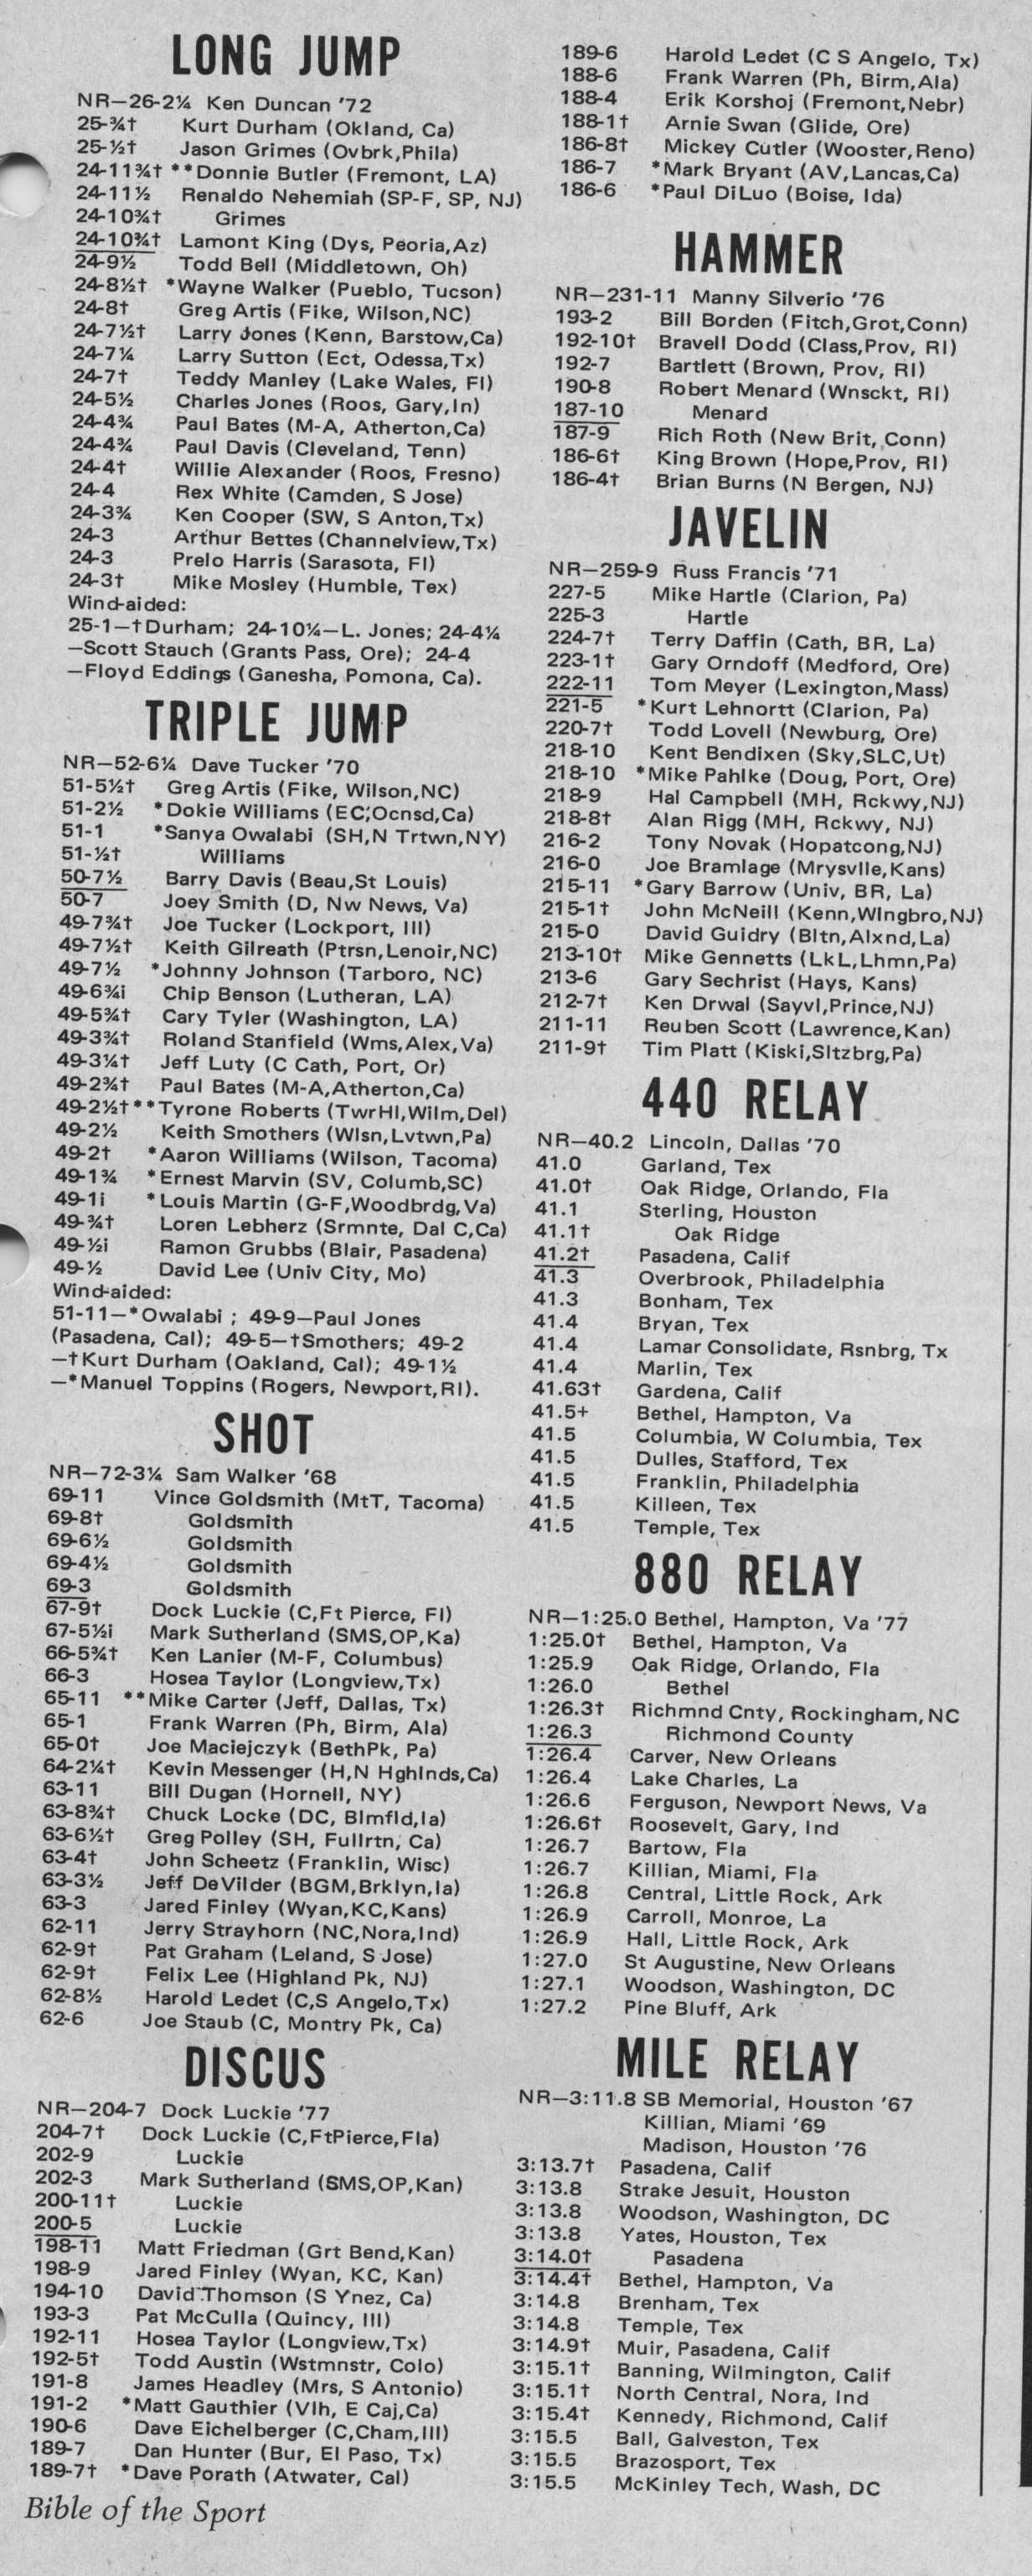 LONG JUMP
NR—26-2¼ Ken Duncan '72
25-¾† Kurt Durham (Okland, Ca)
25-½† Jason Grimes (Ovbrk,Phila)
24-11¾† **Donnie Butler (Fremont, LA)
24-11½ Renaldo Nehemiah (SP-F, SP, NJ)
24-10¾† Grimes
24-10¾† Lamont King (Dys, Peoria,Az)
24-9½ Todd Bell (Middletown, Oh)
24-8½† *Wayne Walker (Pueblo, Tucson)
24-8† Greg Artis (Fike, Wilson,NC)
24-7½† Larry Jones (Kenn, Barstow,Ca)
24-7¼ Larry Sutton (Ect, Odessa,Tx)
24-7† Teddy Manley (Lake Wales, Fl)
24-5½ Charles Jones (Roos, Gary,In)
24-4¾ Paul Bates (M-A, Atherton,Ca)
24-4¾ Paul Davis (Cleveland, Tenn)
24-4† Willie Alexander (Roos, Fresno)
24-4 Rex White (Camden, S Jose)
24-3¾ Ken Cooper (SW, S Anton,Tx)
24-3 Arthur Bettes (Channelview,Tx)
24-3 Prelo Harris (Sarasota, Fl)
24-3† Mike Mosley (Humble, Tex)
Wind-aided:
25-1—†Durham; 24-10¼—L. Jones; 24-4¼
—Scott Stauch (Grants Pass, Ore); 24-4
—Floyd Eddings (Ganesha, Pomona, Ca).
TRIPLE JUMP
NR—52-6¼ Dave Tucker '70
51-5½† Greg Artis (Fike, Wilson,NC)
51-2½ *Dokie Williams (EC,Ocnsd,Ca)
51-1 *Sanya Owalabi (SH,N Trtwn,NY)
51-½† Williams
50-7½ Barry Davis (Beau,St Louis)
50-7 Joey Smith (D, Nw News, Va)
49-7¾† Joe Tucker (Lockport, Ill)
49-7½† Keith Gilreath (Ptrsn,Lenoir,NC)
49-7½ *Johnny Johnson (Tarboro, NC)
49-6¾i Chip Benson (Lutheran, LA)
49-5¾† Cary Tyler (Washington, LA)
49-3¾† Roland Stanfield (Wms,Alex,Va)
49-3¼† Jeff Luty (C Cath, Port, Or)
49-2¾† Paul Bates (M-A,Atherton,Ca)
49-2½† **Tyrone Roberts (TwrHl,Wilm,Del)
49-2½ Keith Smothers (Wlsn,Lvtwn,Pa)
49-2† *Aaron Williams (Wilson, Tacoma)
49-1¾ *Ernest Marvin (SV, Columb,SC)
49-1i *Louis Martin (G-F,Woodbrdg,Va)
49-¾† Loren Lebherz (Srmnte, Dal C,Ca)
49-½i Ramon Grubbs (Blair, Pasadena)
49-½ David Lee (Univ City, Mo)
Wind-aided:
51-11—*Owalabi ; 49-9—Paul Jones
(Pasadena, Cal); 49-5—†Smothers; 49-2
—†Kurt Durham (Oakland, Cal); 49-1½
—*Manuel Toppins (Rogers, Newport,RI).
SHOT
NR—72-3¼ Sam Walker '68
69-11 Vince Goldsmith (MtT, Tacoma)
69-8† Goldsmith
69-6½ Goldsmith
69-4½ Goldsmith
69-3 Goldsmith
67-9† Dock Luckie (C,Ft Pierce, Fl)
67-5½i Mark Sutherland (SMS,OP,Ka)
66-5¾† Ken Lanier (M-F, Columbus)
66-3 Hosea Taylor (Longview,Tx)
65-11 **Mike Carter (Jeff, Dallas, Tx)
65-1 Frank Warren (Ph, Birm, Ala)
65-0† Joe Maciejczyk (BethPk, Pa)
64-2¼† Kevin Messenger (H,N Hghlnds,Ca)
63-11 Bill Dugan (Hornell, NY)
63-8¾† Chuck Locke (DC, Blmfld,Ia)
63-6½† Greg Polley (SH, Fullrtn, Ca)
63-4† John Scheetz (Franklin, Wisc)
63-3½ Jeff DeVilder (BGM,Brklyn,Ia)
63-3 Jared Finley (Wyan,KC,Kans)
62-11 Jerry Strayhorn (NC,Nora,Ind)
62-9† Pat Graham (Leland, S Jose)
62-9† Felix Lee (Highland Pk, NJ)
62-8½ Harold Ledet (C,S Angelo,Tx)
62-6 Joe Staub (C, Montry Pk, Ca)
DISCUS
NR—204-7 Dock Luckie '77
204-7† Dock Luckie (C,FtPierce,Fla)
202-9 Luckie
202-3 Mark Sutherland (SMS,OP,Kan)
200-11† Luckie
200-5 Luckie
198-11 Matt Friedman (Grt Bend,Kan)
198-9 Jared Finley (Wyan, KC, Kan)
194-10 David Thomson (S Ynez, Ca)
193-3 Pat McCulla (Quincy, Ill)
192-11 Hosea Taylor (Longview,Tx)
192-5† Todd Austin (Wstmnstr, Colo)
191-8 James Headley (Mrs, S Antonio)
191-2 *Matt Gauthier (Vlh, E Caj,Ca)
190-6 Dave Eichelberger (C,Cham,Ill)
189-7 Dan Hunter (Bur, El Paso, Tx)
189-7† *Dave Porath (Atwater, Cal)
Bible of the Sport
189-6 Harold Ledet (C S Angelo, Tx)
188-6 Frank Warren (Ph, Birm,Ala)
188-4 Erik Korshoj (Fremont,Nebr)
188-1† Arnie Swan (Glide, Ore)
186-8† Mickey Cutler (Wooster,Reno)
186-7 *Mark Bryant (AV,Lancas,Ca)
186-6 *Paul DiLuo (Boise, Ida)
HAMMER
NR—231-11 Manny Silverio '76
193-2 Bill Borden (Fitch,Grot,Conn)
192-10† Bravell Dodd (Class,Prov, RI)
192-7 Bartlett (Brown, Prov, RI)
190-8 Robert Menard (Wnsckt, RI)
187-10 Menard
187-9 Rich Roth (New Brit, Conn)
186-6† King Brown (Hope,Prov, RI)
186-4† Brian Burns (N Bergen, NJ)
JAVELIN
NR—259-9 Russ Francis '71
227-5 Mike Hartle (Clarion, Pa)
225-3 Hartle
224-7† Terry Daffin (Cath, BR, La)
223-1† Gary Orndoff (Medford, Ore)
222-11 Tom Meyer (Lexington,Mass)
221-5 *Kurt Lehnortt (Clarion, Pa)
220-7† Todd Lovell (Newburg, Ore)
218-10 Kent Bendixen (Sky,SLC,Ut)
218-10 *Mike Pahlke (Doug, Port, Ore)
218-9 Hal Campbell (MH, Rckwy,NJ)
218-8† Alan Rigg (MH, Rckwy, NJ)
216-2 Tony Novak (Hopatcong,NJ)
216-0 Joe Bramlage (Mrysvlle,Kans)
215-11 *Gary Barrow (Univ, BR, La)
215-1† John McNeill (Kenn,Wlngbro,NJ)
215-0 David Guidry (Bltn,Alxnd,La)
213-10† Mike Gennetts (LkL,Lhmn,Pa)
213-6 Gary Sechrist (Hays, Kans)
212-7† Ken Drwal (Sayvl,Prince,NJ)
211-11 Reuben Scott (Lawrence,Kan)
211-9† Tim Platt (Kiski,Sltzbrg,Pa)
440 RELAY
NR—40.2 Lincoln, Dallas '70
41.0 Garland, Tex
41.0† Oak Ridge, Orlando, Fla
41.1 Sterling, Houston
41.1† Oak Ridge
41.2† Pasadena, Calif
41.3 Overbrook, Philadelphia
41.3 Bonham, Tex
41.4 Bryan, Tex
41.4 Lamar Consolidate, Rsnbrg, Tx
41.4 Marlin, Tex
41.63† Gardena, Calif
41.5+ Bethel, Hampton, Va
41.5 Columbia, W Columbia, Tex
41.5 Dulles, Stafford, Tex
41.5 Franklin, Philadelphia
41.5 Killeen, Tex
41.5 Temple, Tex
880 RELAY
NR—1:25.0 Bethel, Hampton, Va '77
1:25.0† Bethel, Hampton, Va
1:25.9 Oak Ridge, Orlando, Fla
1:26.0 Bethel
1:26.3† Richmnd Cnty, Rockingham, NC
1:26.3 Richmond County
1:26.4 Carver, New Orleans
1:26.4 Lake Charles, La
1:26.6 Ferguson, Newport News, Va
1:26.6† Roosevelt, Gary, Ind
1:26.7 Bartow, Fla
1:26.7 Killian, Miami, Fla
1:26.8 Central, Little Rock, Ark
1:26.9 Carroll, Monroe, La
1:26.9 Hall, Little Rock, Ark
1:27.0 St Augustine, New Orleans
1:27.1 Woodson, Washington, DC
1:27.2 Pine Bluff, Ark
MILE RELAY
NR—3:11.8 SB Memorial, Houston '67
Killian, Miami '69
Madison, Houston '76
3:13.7† Pasadena, Calif
3:13.8 Strake Jesuit, Houston
3:13.8 Woodson, Washington, DC
3:13.8 Yates, Houston, Tex
3:14.0† Pasadena
3:14.4† Bethel, Hampton, Va
3:14.8 Brenham, Tex
3:14.8 Temple, Tex
3:14.9† Muir, Pasadena, Calif
3:15.1† Banning, Wilmington, Calif
3:15.1† North Central, Nora, Ind
3:15.4† Kennedy, Richmond, Calif
3:15.5 Ball, Galveston, Tex
3:15.5 Brazosport, Tex
3:15.5 McKinley Tech, Wash, DC